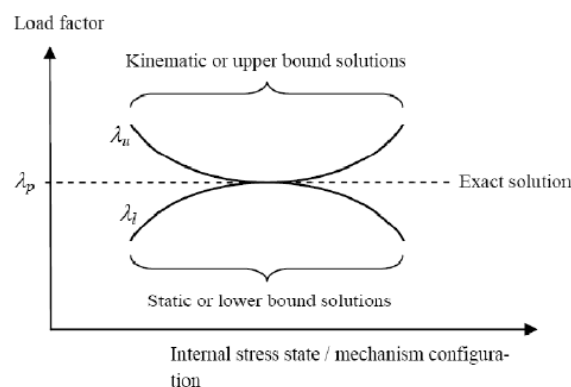 Load factor
Kinematic or upper bound solutions
λu
λp
Exact solution
λl
Static or lower bound solutions
Internal stress state / mechanism configura-
tion